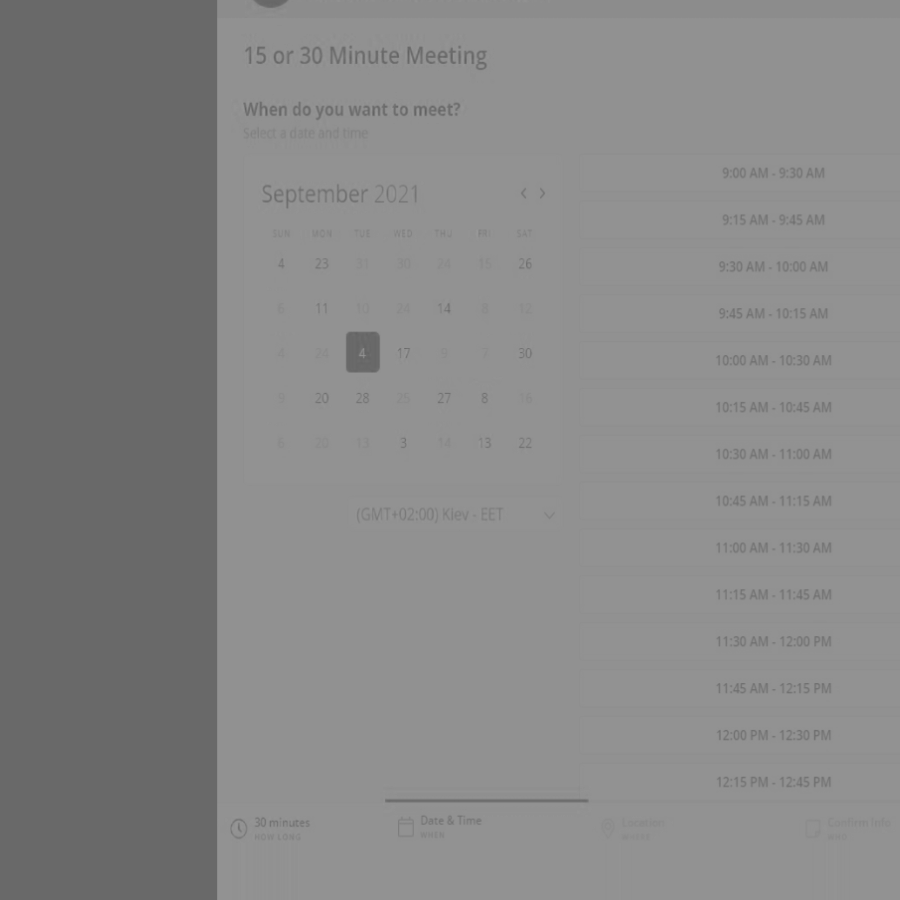 15 or 30 Minute Meeting
When do you want to meet?
Select a date and time
September 2021
SUN MON TUE WED THU FRI SAT
4 23 31 30 24 15 26
6 11 10 24 14 8 12
4 24 4 17 9 7 30
9 20 28 25 27 8 16
20 13 3 14 13 22
(GMT+02:00) Kiev - EET
9:00 AM - 9:30 AM
9:15 AM - 9:45 AM
9:30 AM - 10:00 AM
9:45 AM - 10:15 AM
10:00 AM - 10:30 AM
10:15 AM - 10:45 AM
10:30 AM - 11:00 AM
10:45 AM - 11:15 AM
11:00 AM - 11:30 AM
11:15 AM - 11:45 AM
11:30 AM - 12:00 PM
11:45 AM - 12:15 PM
12:00 PM - 12:30 PM
12:15 PM - 12:45 PM
30 minutes
HOW LONG
Date & Time
WHEN
Location
Confirm Info